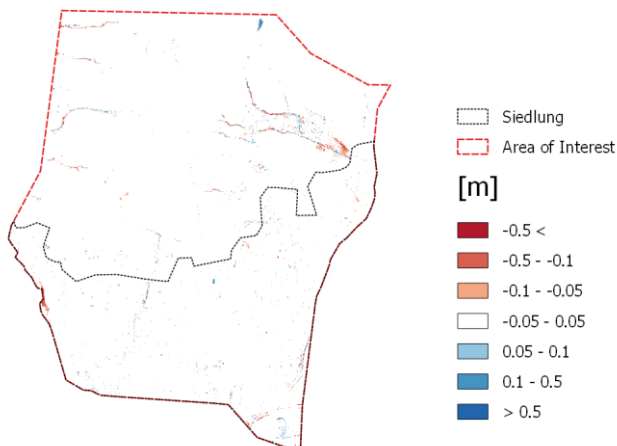 Siedlung
Area of Interest
[m]
-0.5 <
-0.5 - -0.1
-0.1 - -0.05
-0.05 - 0.05
0.05 - 0.1
0.1 - 0.5
> 0.5